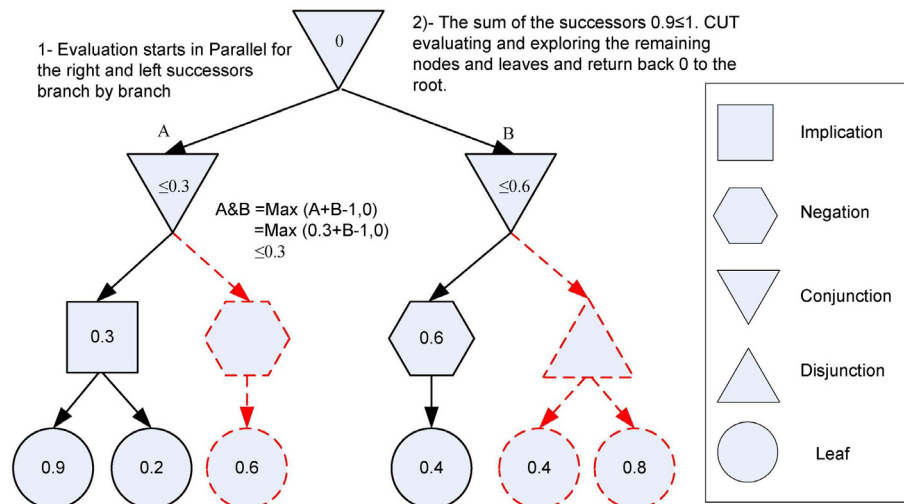 0
1- Evaluation starts in Parallel for
the right and left successors
branch by branch
2)- The sum of the successors 0.9≤1. CUT
evaluating and exploring the remaining
nodes and leaves and return back 0 to the
root.
A
B
≤0.3
≤0.6
A&B =Max (A+B-1,0)
=Max (0.3+B-1,0)
≤0.3
0.3
0.6
0.9
0.2
0.6
0.4
0.4
0.8
Implication
Negation
Conjunction
Disjunction
Leaf